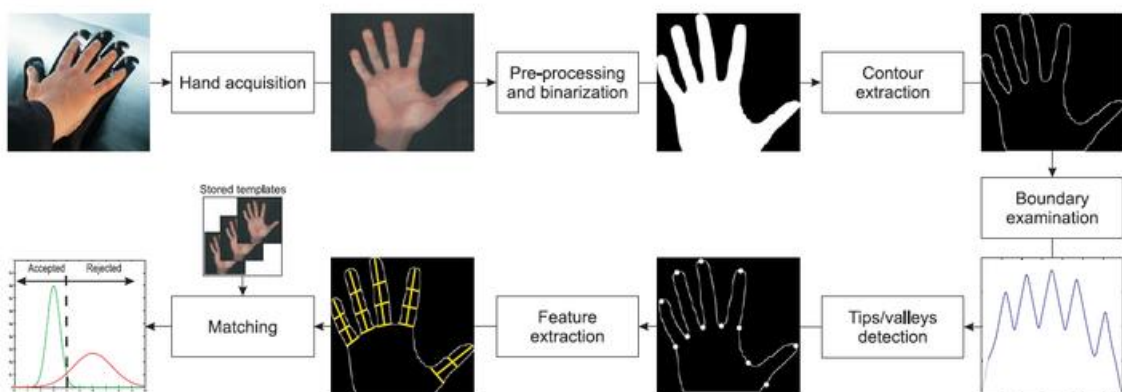 Hand acquisition
Pre-processing
and binarization
Contour
extraction
Boundary
examination
Tips/valleys
detection
Feature
extraction
Stored templates
Matching
Accepted
Rejected